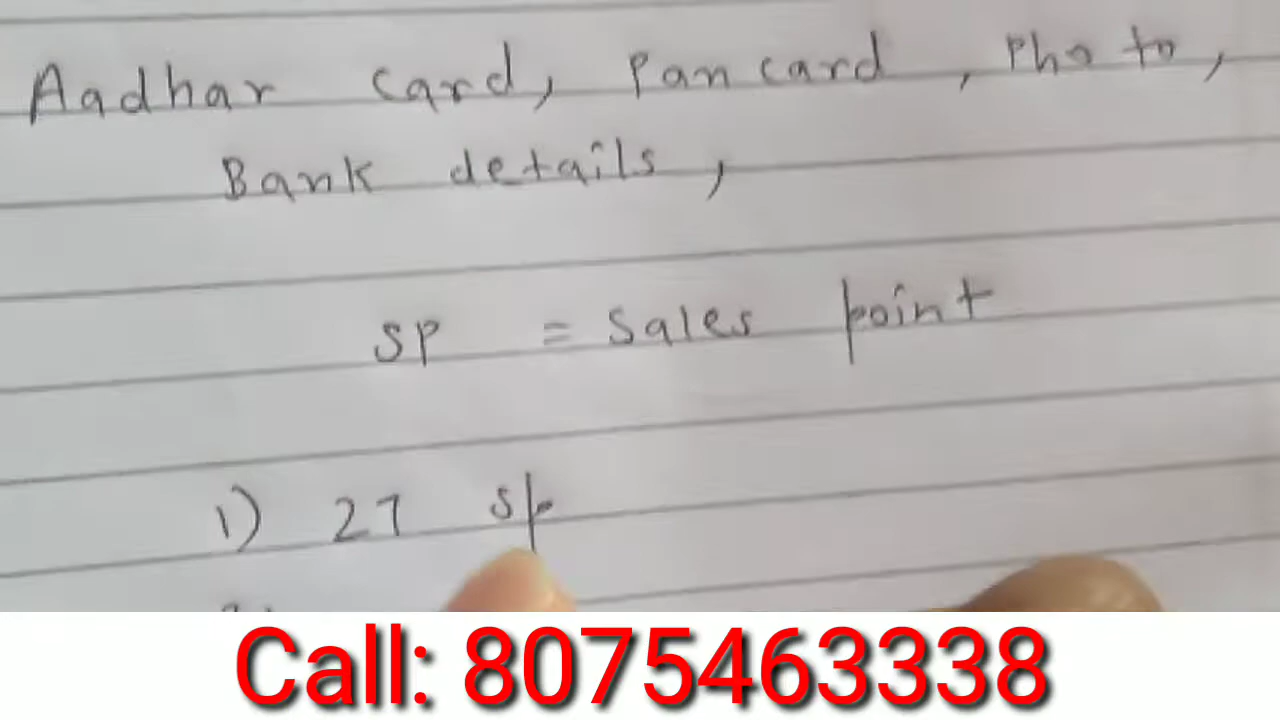 Aadhar card, Pan card, Photo,
Bank details,
SP = Sales point
1) 27 sp
Call: 8075463338